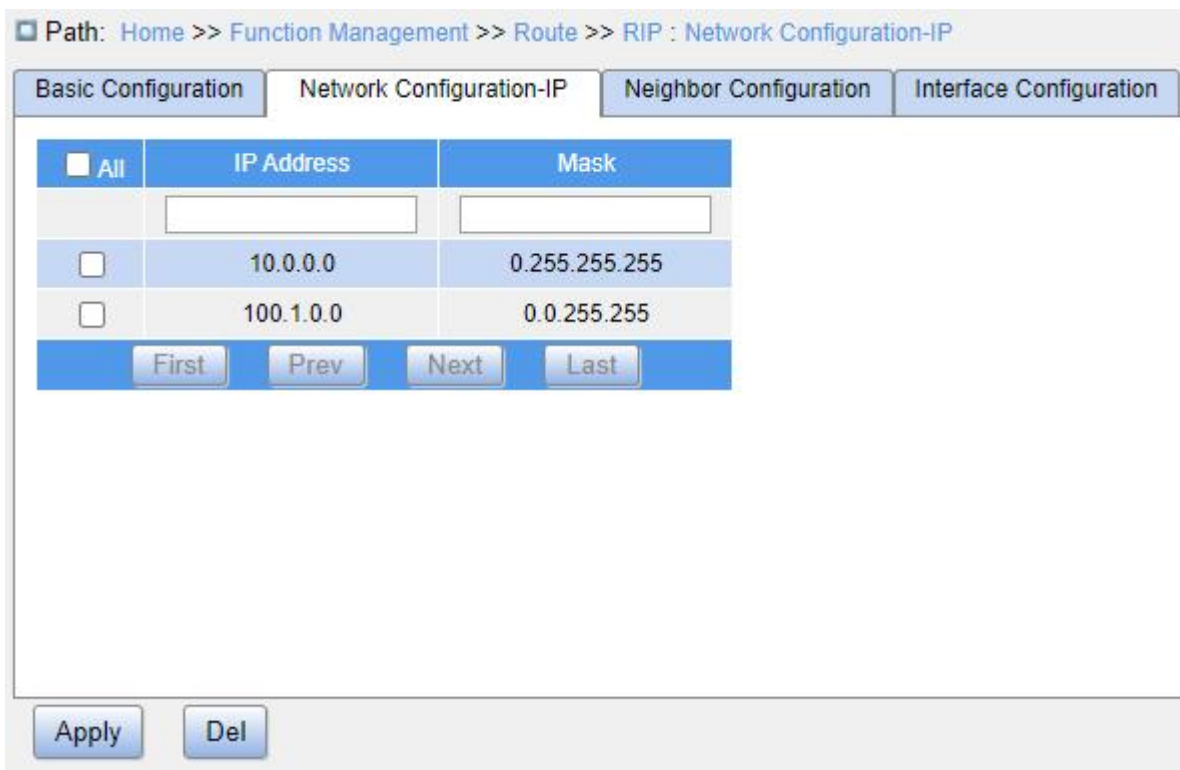 Path: Home >> Function Management >> Route >> RIP : Network Configuration-IP
Basic Configuration Network Configuration-IP Neighbor Configuration Interface Configuration
All IP Address Mask
10.0.0.0 0.255.255.255
100.1.0.0 0.0.255.255
First Prev Next Last
Apply Del